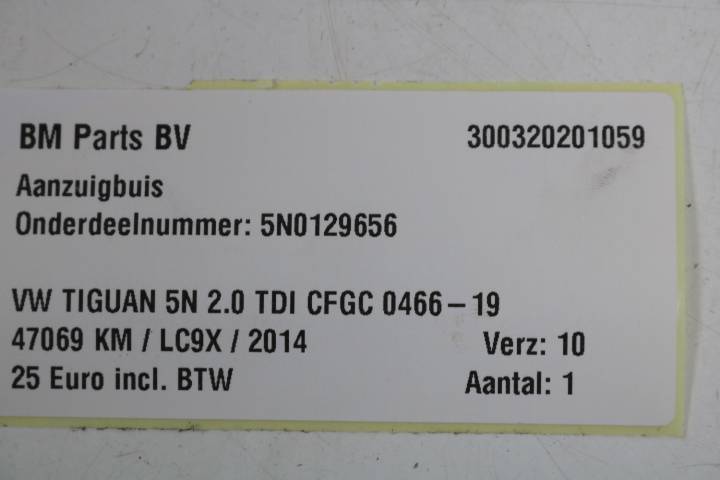 BM Parts BV 300320201059
Aanzuigbuis
Onderdeelnummer: 5N0129656
VW TIGUAN 5N 2.0 TDI CFGC 0466 – 19
47069 KM / LC9X / 2014 Verz: 10
25 Euro incl. BTW Aantal: 1